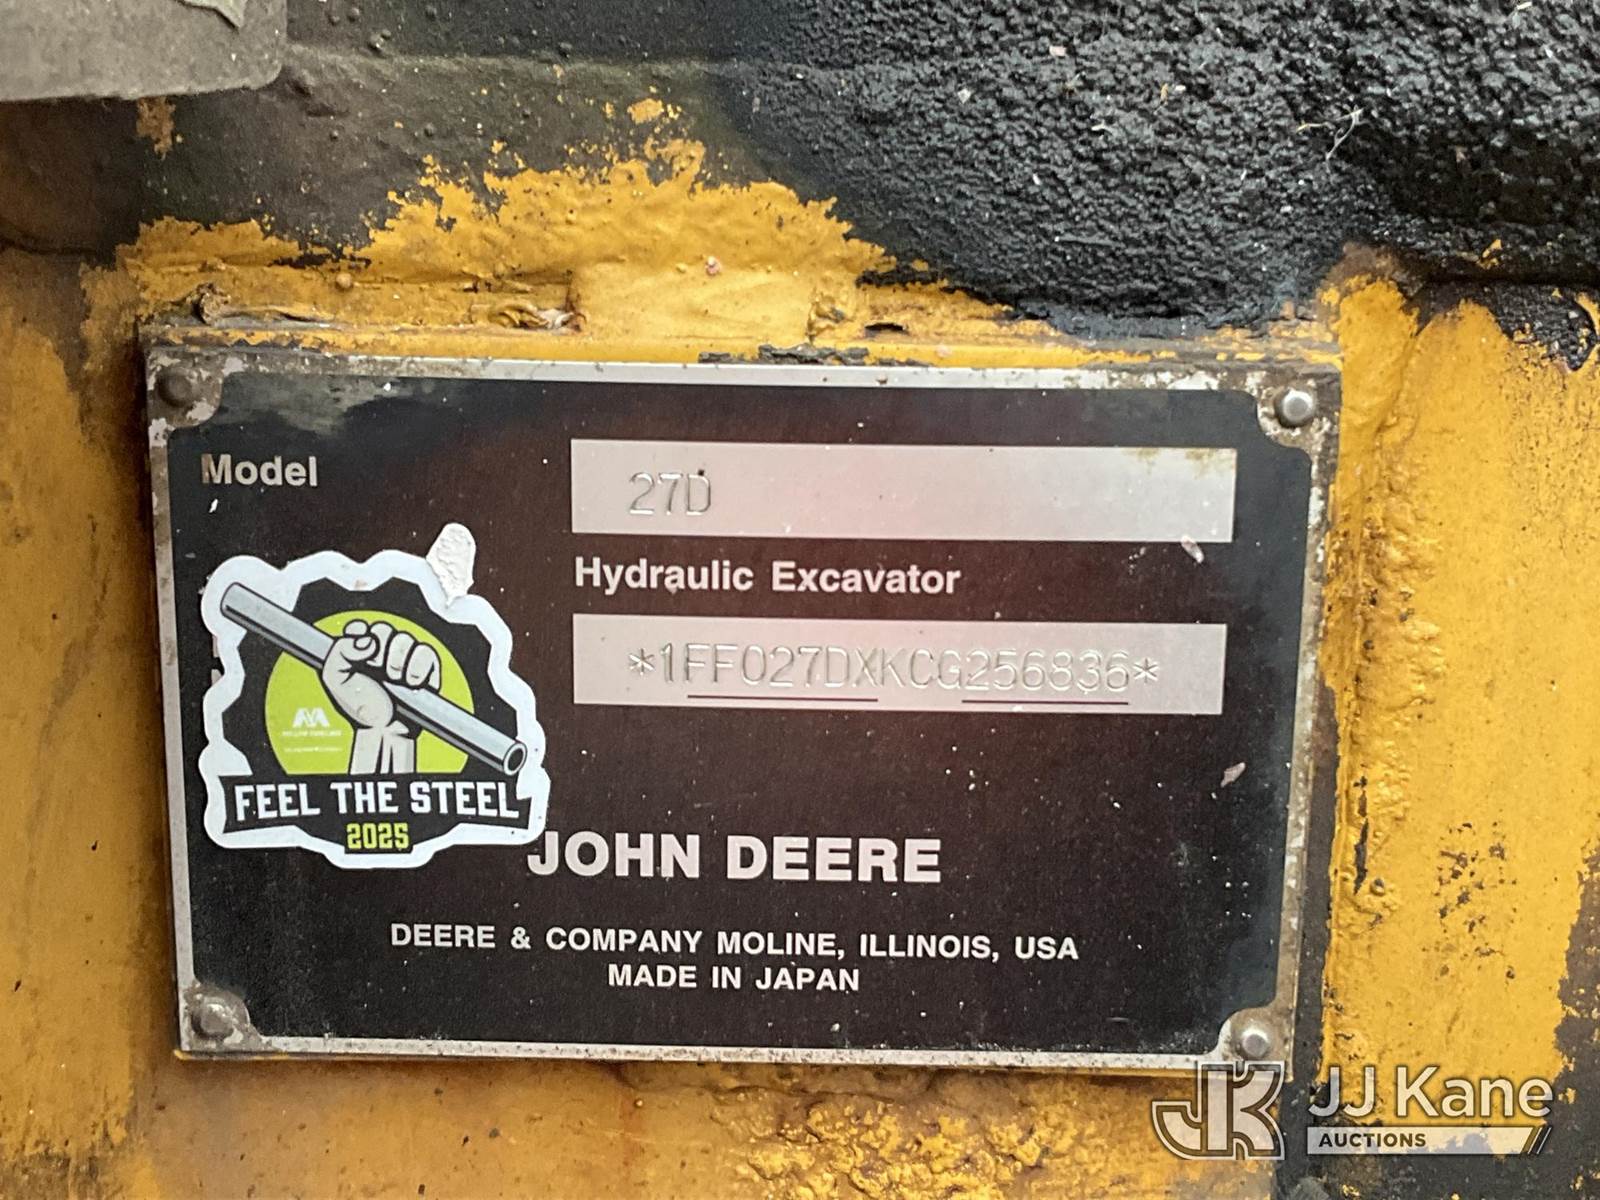 Model
27D
Hydraulic Excavator
*1FF027DXKCG256836*
FEEL THE STEEL
2025
JOHN DEERE
DEERE & COMPANY MOLINE, ILLINOIS, USA
MADE IN JAPAN
JJ Kane
AUCTIONS